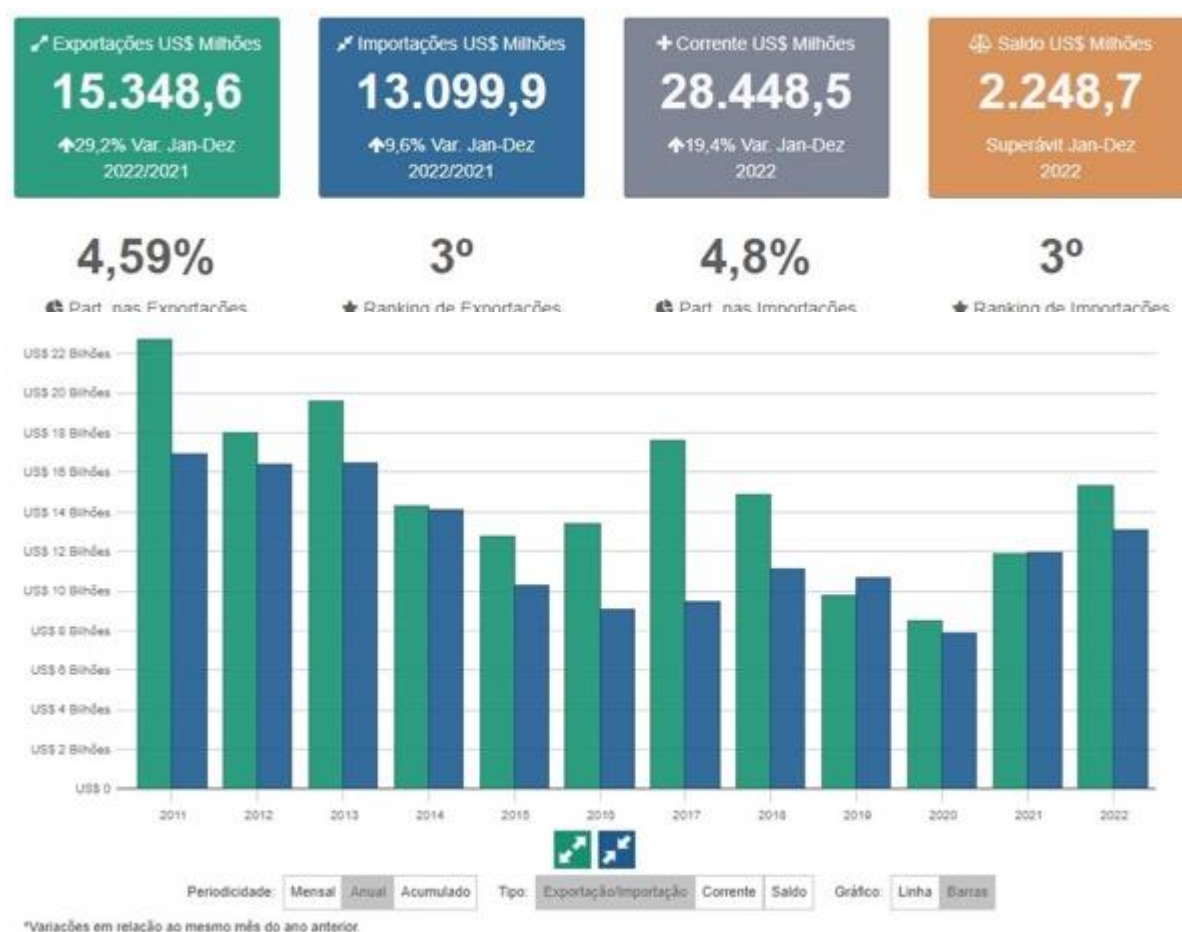 Exportações US$ Milhões
15.348,6
29,2% Var. Jan-Dez
2022/2021
Importações US$ Milhões
13.099,9
9,6% Var. Jan-Dez
2022/2021
Corrente US$ Milhões
28.448,5
19,4% Var. Jan-Dez
2022
Saldo US$ Milhões
2.248,7
Superávit Jan-Dez
2022
4,59%
Part. nas Exportações
3º
Ranking de Exportações
4,8%
Part. nas Importações
3º
Ranking de Importações
US$ 22 Bilhões
US$ 20 Bilhões
US$ 18 Bilhões
US$ 16 Bilhões
US$ 14 Bilhões
US$ 12 Bilhões
US$ 10 Bilhões
US$ 8 Bilhões
US$ 6 Bilhões
US$ 4 Bilhões
US$ 2 Bilhões
US$ 0
2011 2012 2013 2014 2015 2016 2017 2018 2019 2020 2021 2022
Periodicidade: Mensal Anual Acumulado Tipo: Exportação/Importação Corrente Saldo Gráfico: Linha Barras
*Variações em relação ao mesmo mês do ano anterior.